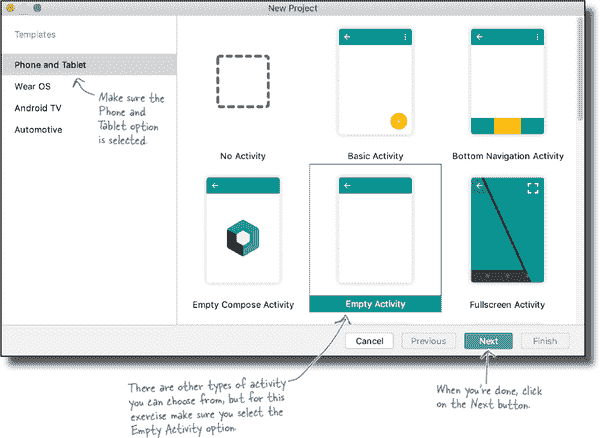 New Project
Templates
Phone and Tablet
Wear OS
Android TV
Automotive
Make sure the
Phone and
Tablet option
is selected.
No Activity
Basic Activity
Bottom Navigation Activity
Empty Compose Activity
Empty Activity
Fullscreen Activity
Cancel
Previous
Next
Finish
There are other types of activity
you can choose from, but for this
exercise make sure you select the
Empty Activity option.
When you're done, click
on the Next button.